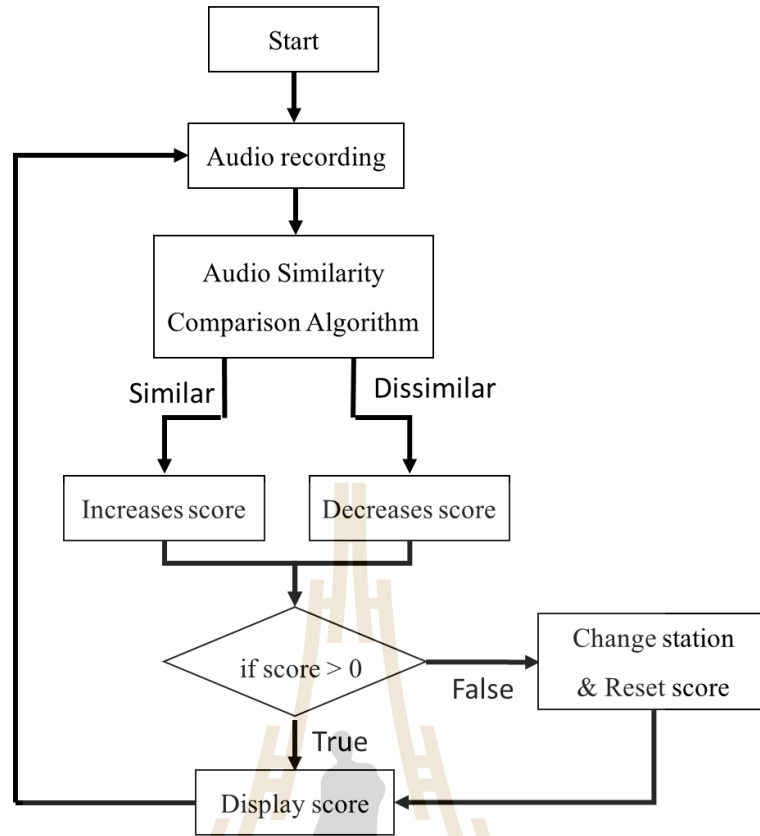 Start
Audio recording
Audio Similarity
Comparison Algorithm
Similar
Dissimilar
Increases score
Decreases score
if score > 0
False
Change station
& Reset score
True
Display score